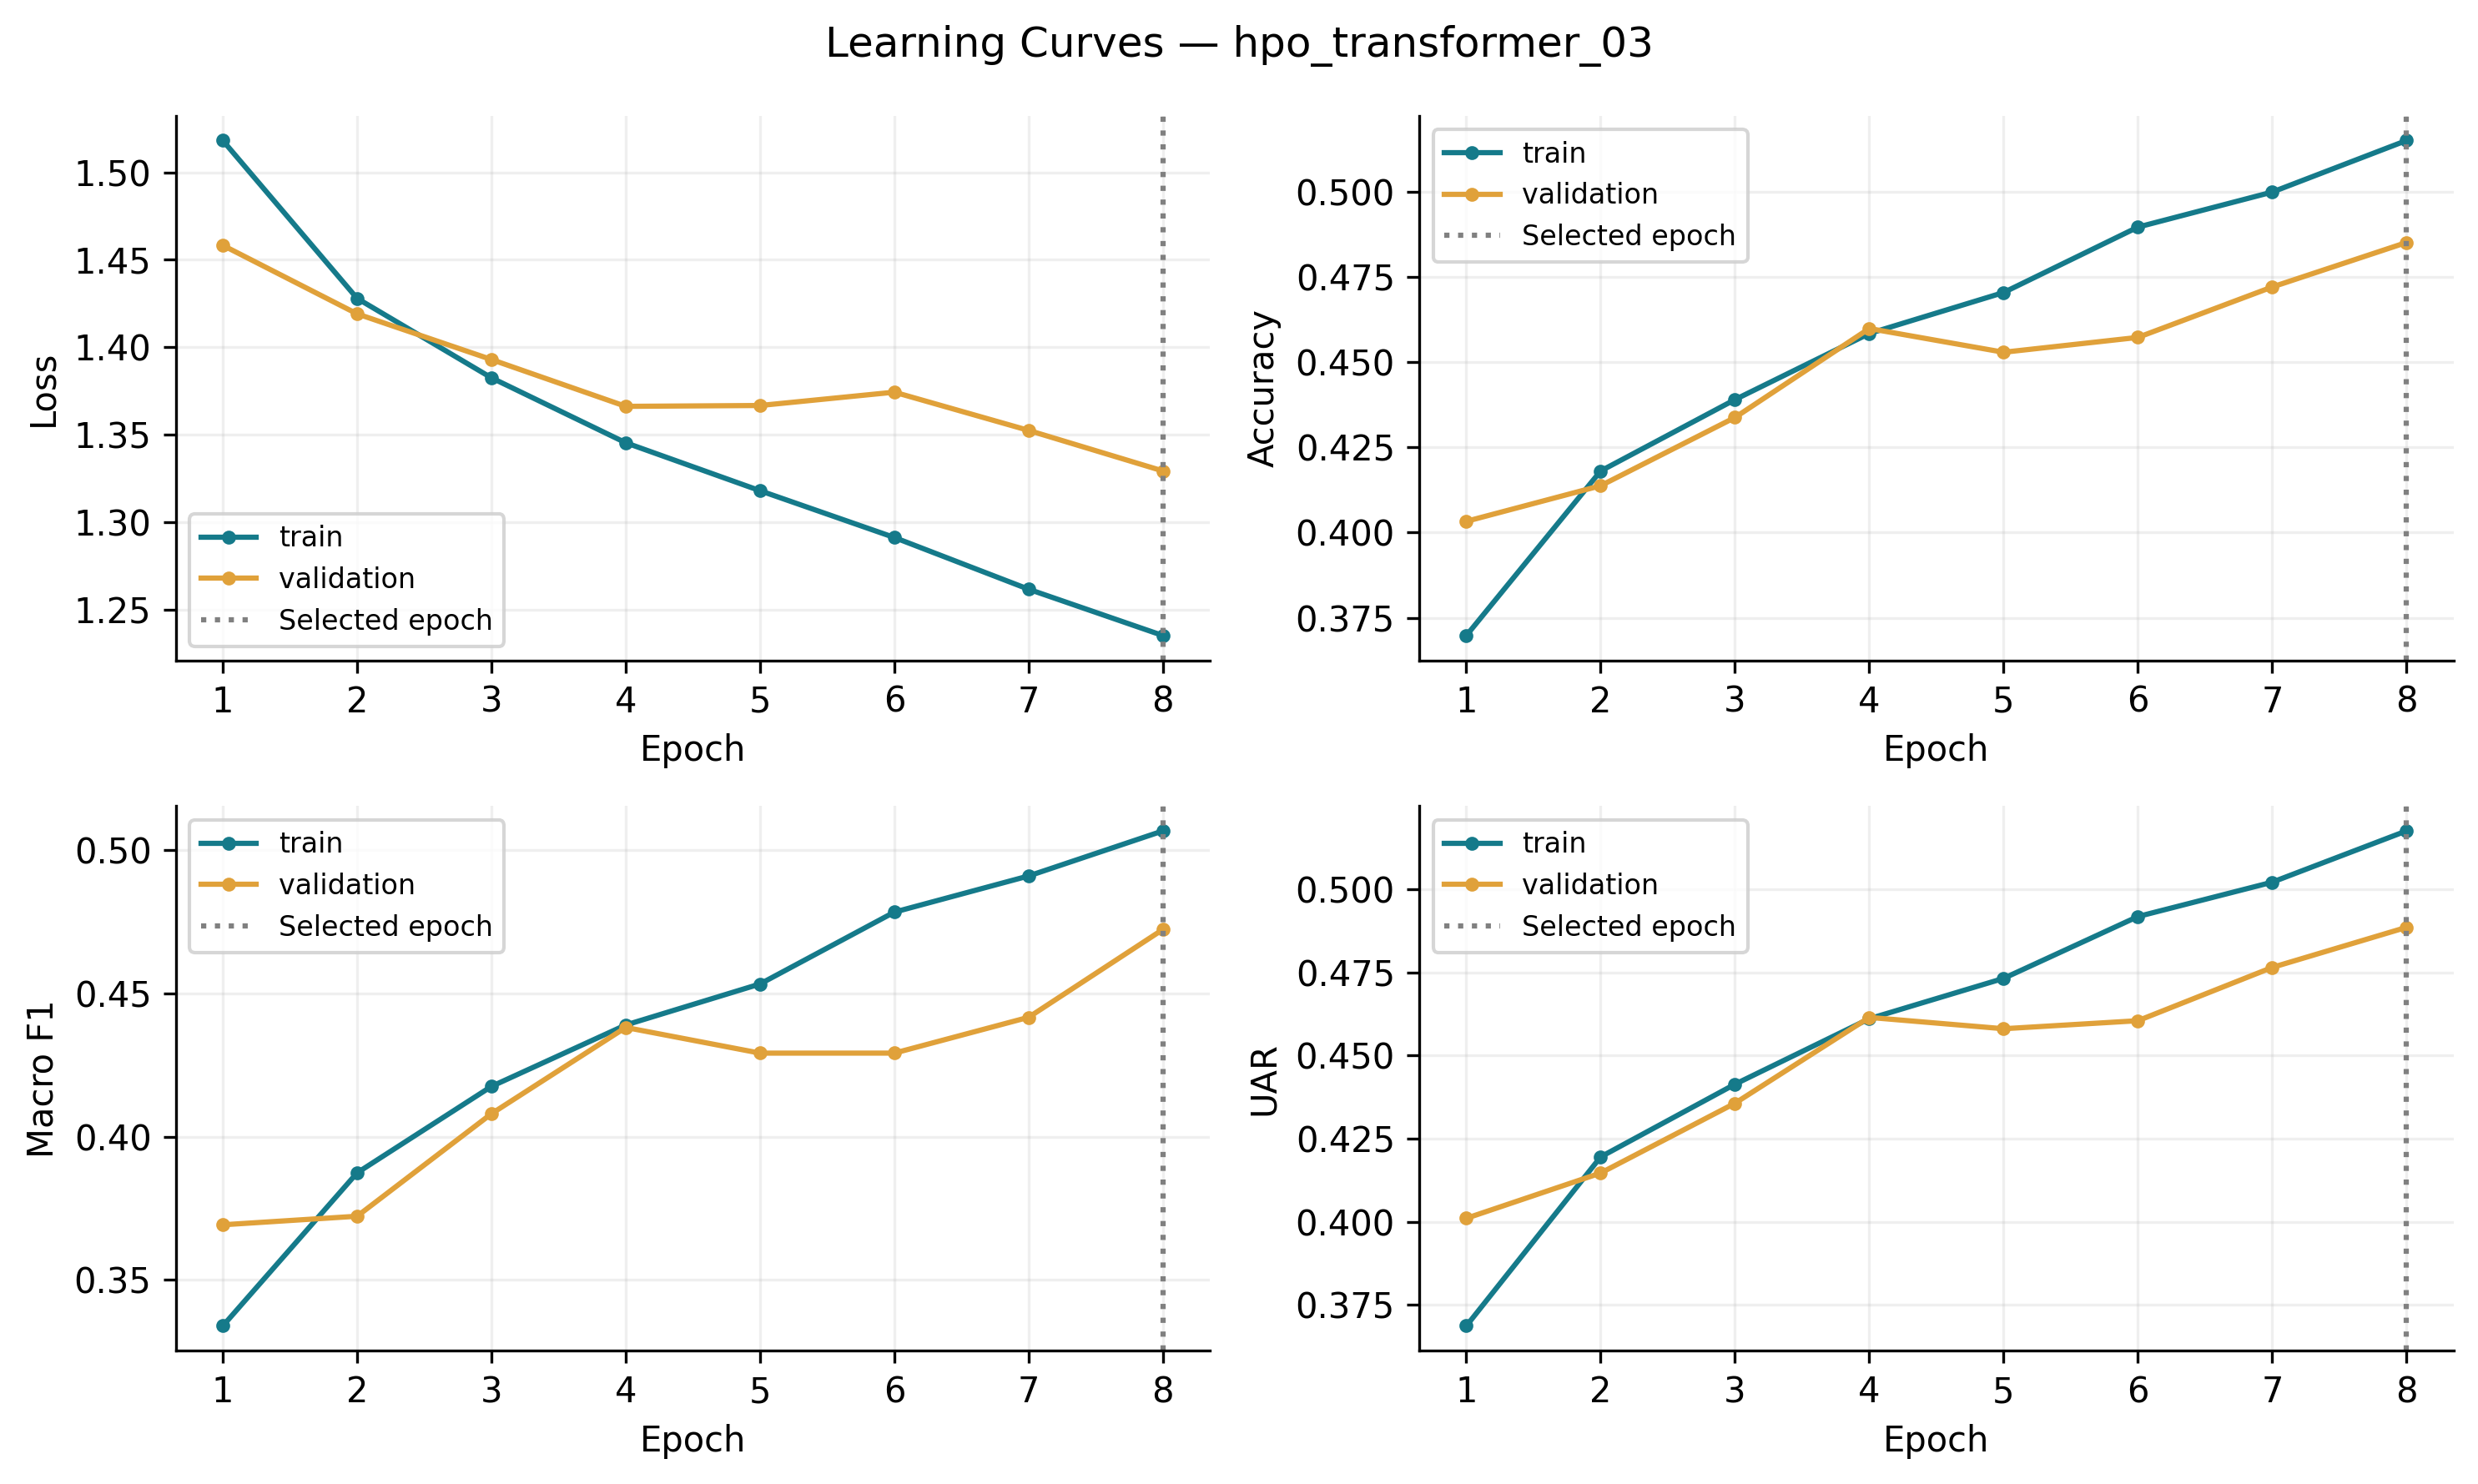 Learning Curves — hpo_transformer_03
Loss
1.50
1.45
1.40
1.35
1.30
1.25
train
validation
Selected epoch
1 2 3 4 5 6 7 8
Epoch
Accuracy
0.500
0.475
0.450
0.425
0.400
0.375
train
validation
Selected epoch
1 2 3 4 5 6 7 8
Epoch
Macro F1
0.50
0.45
0.40
0.35
train
validation
Selected epoch
1 2 3 4 5 6 7 8
Epoch
UAR
0.500
0.475
0.450
0.425
0.400
0.375
train
validation
Selected epoch
1 2 3 4 5 6 7 8
Epoch